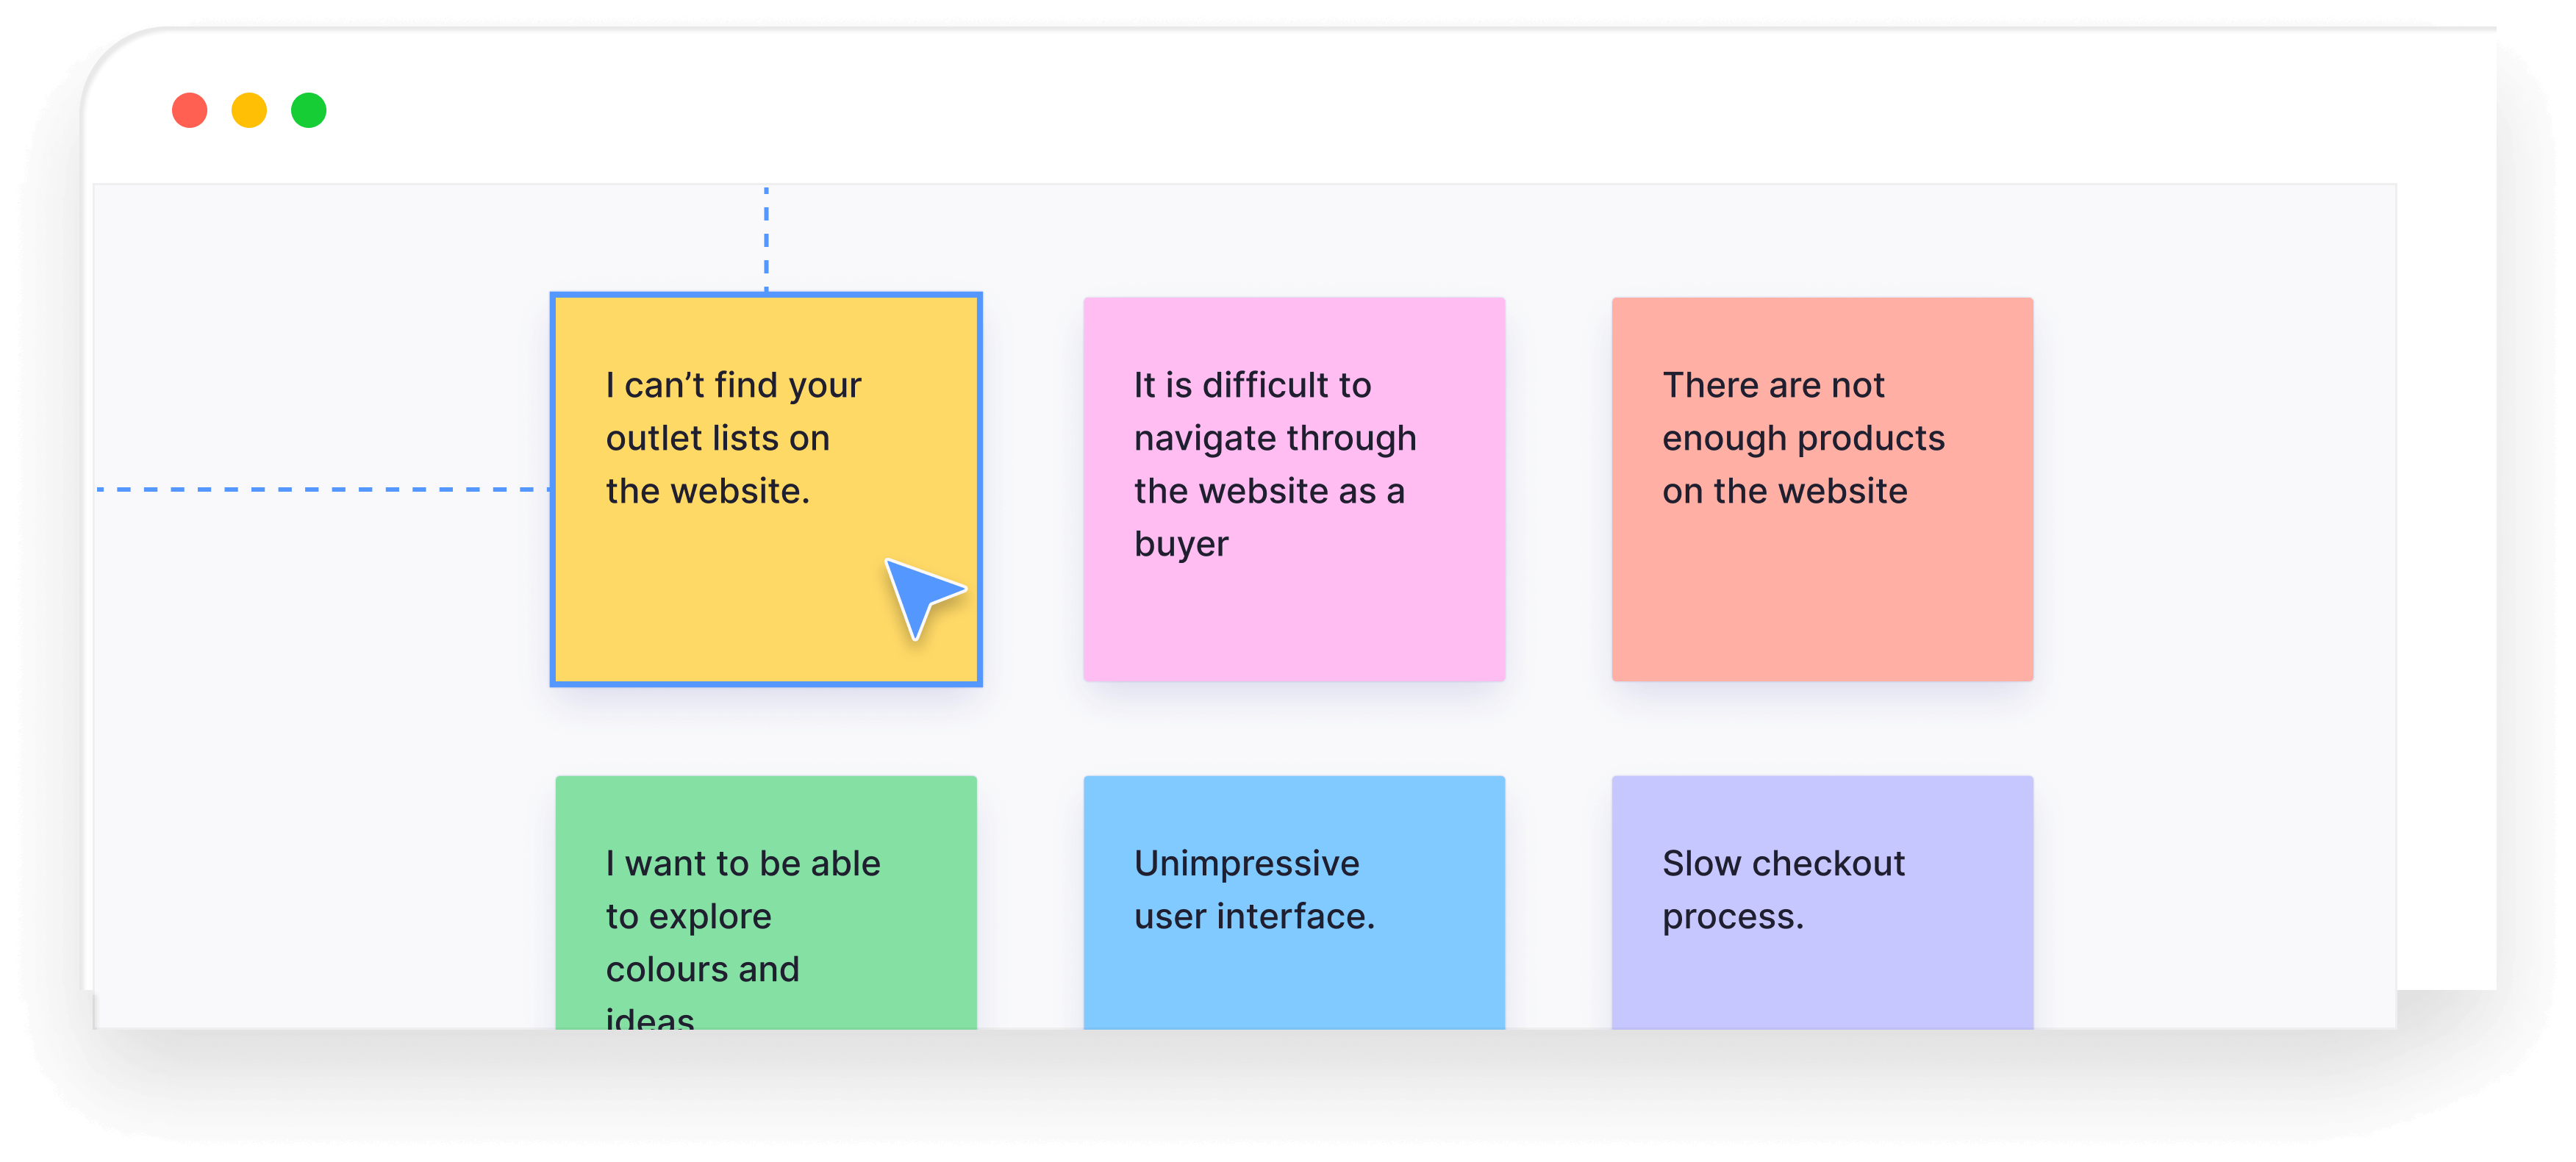 I can’t find your
outlet lists on
the website.
It is difficult to
navigate through
the website as a
buyer
There are not
enough products
on the website
I want to be able
to explore
colours and
ideas
Unimpressive
user interface.
Slow checkout
process.